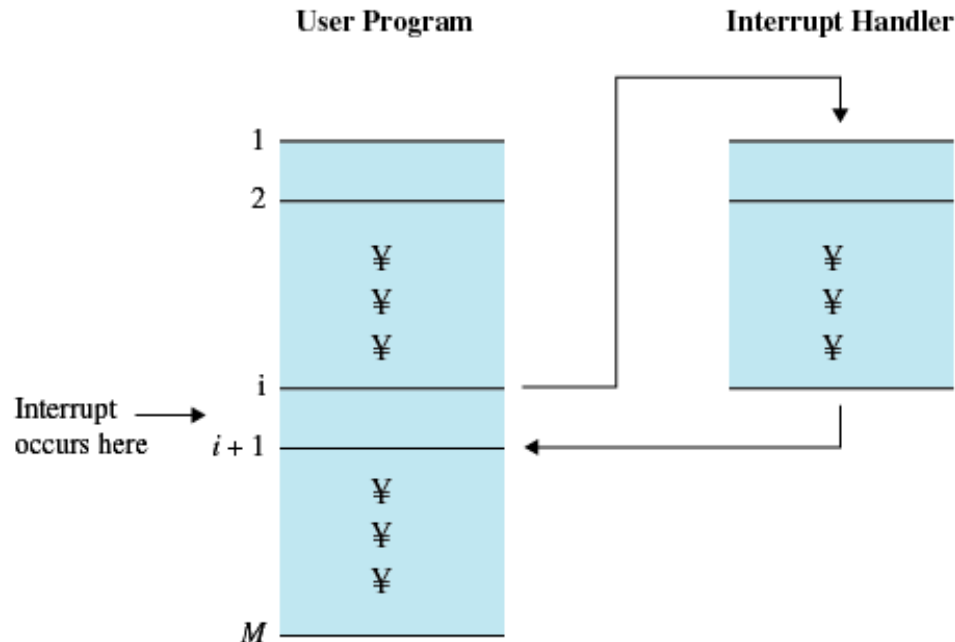 User Program
Interrupt Handler
1
2
¥
¥
¥
¥
¥
¥
i
Interrupt
occurs here
i + 1
¥
¥
¥
M